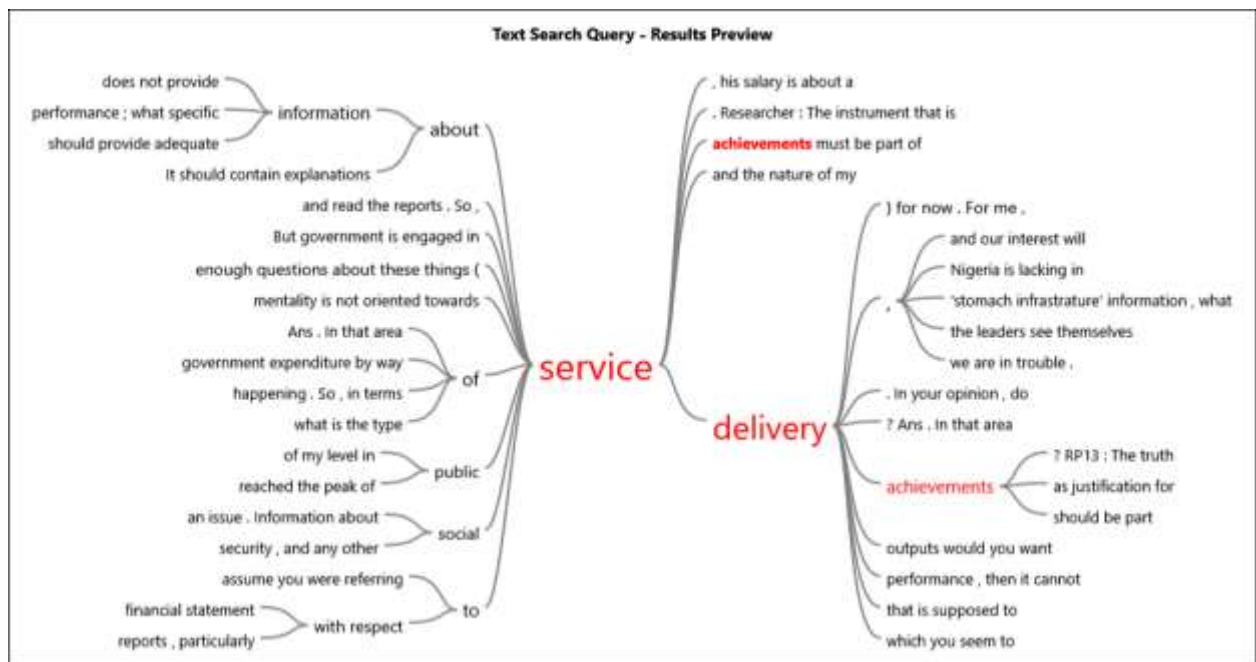 Text Search Query - Results Preview
does not provide
performance ; what specific
should provide adequate
information
It should contain explanations
about
and read the reports . So ,
But government is engaged in
enough questions about these things (
mentality is not oriented towards
Ans . In that area
government expenditure by way
happening . So , in terms
what is the type
of
of my level in
reached the peak of
public
an issue . Information about
security , and any other
social
assume you were referring
financial statement
reports , particularly
with respect
to
service
, his salary is about a
. Researcher : The instrument that is
achievements must be part of
and the nature of my
delivery
) for now . For me ,
,
and our interest will
Nigeria is lacking in
'stomach infrastrature' information , what
the leaders see themselves
we are in trouble .
. In your opinion , do
? Ans . In that area
achievements
? RP13 : The truth
as justification for
should be part
outputs would you want
performance , then it cannot
that is supposed to
which you seem to